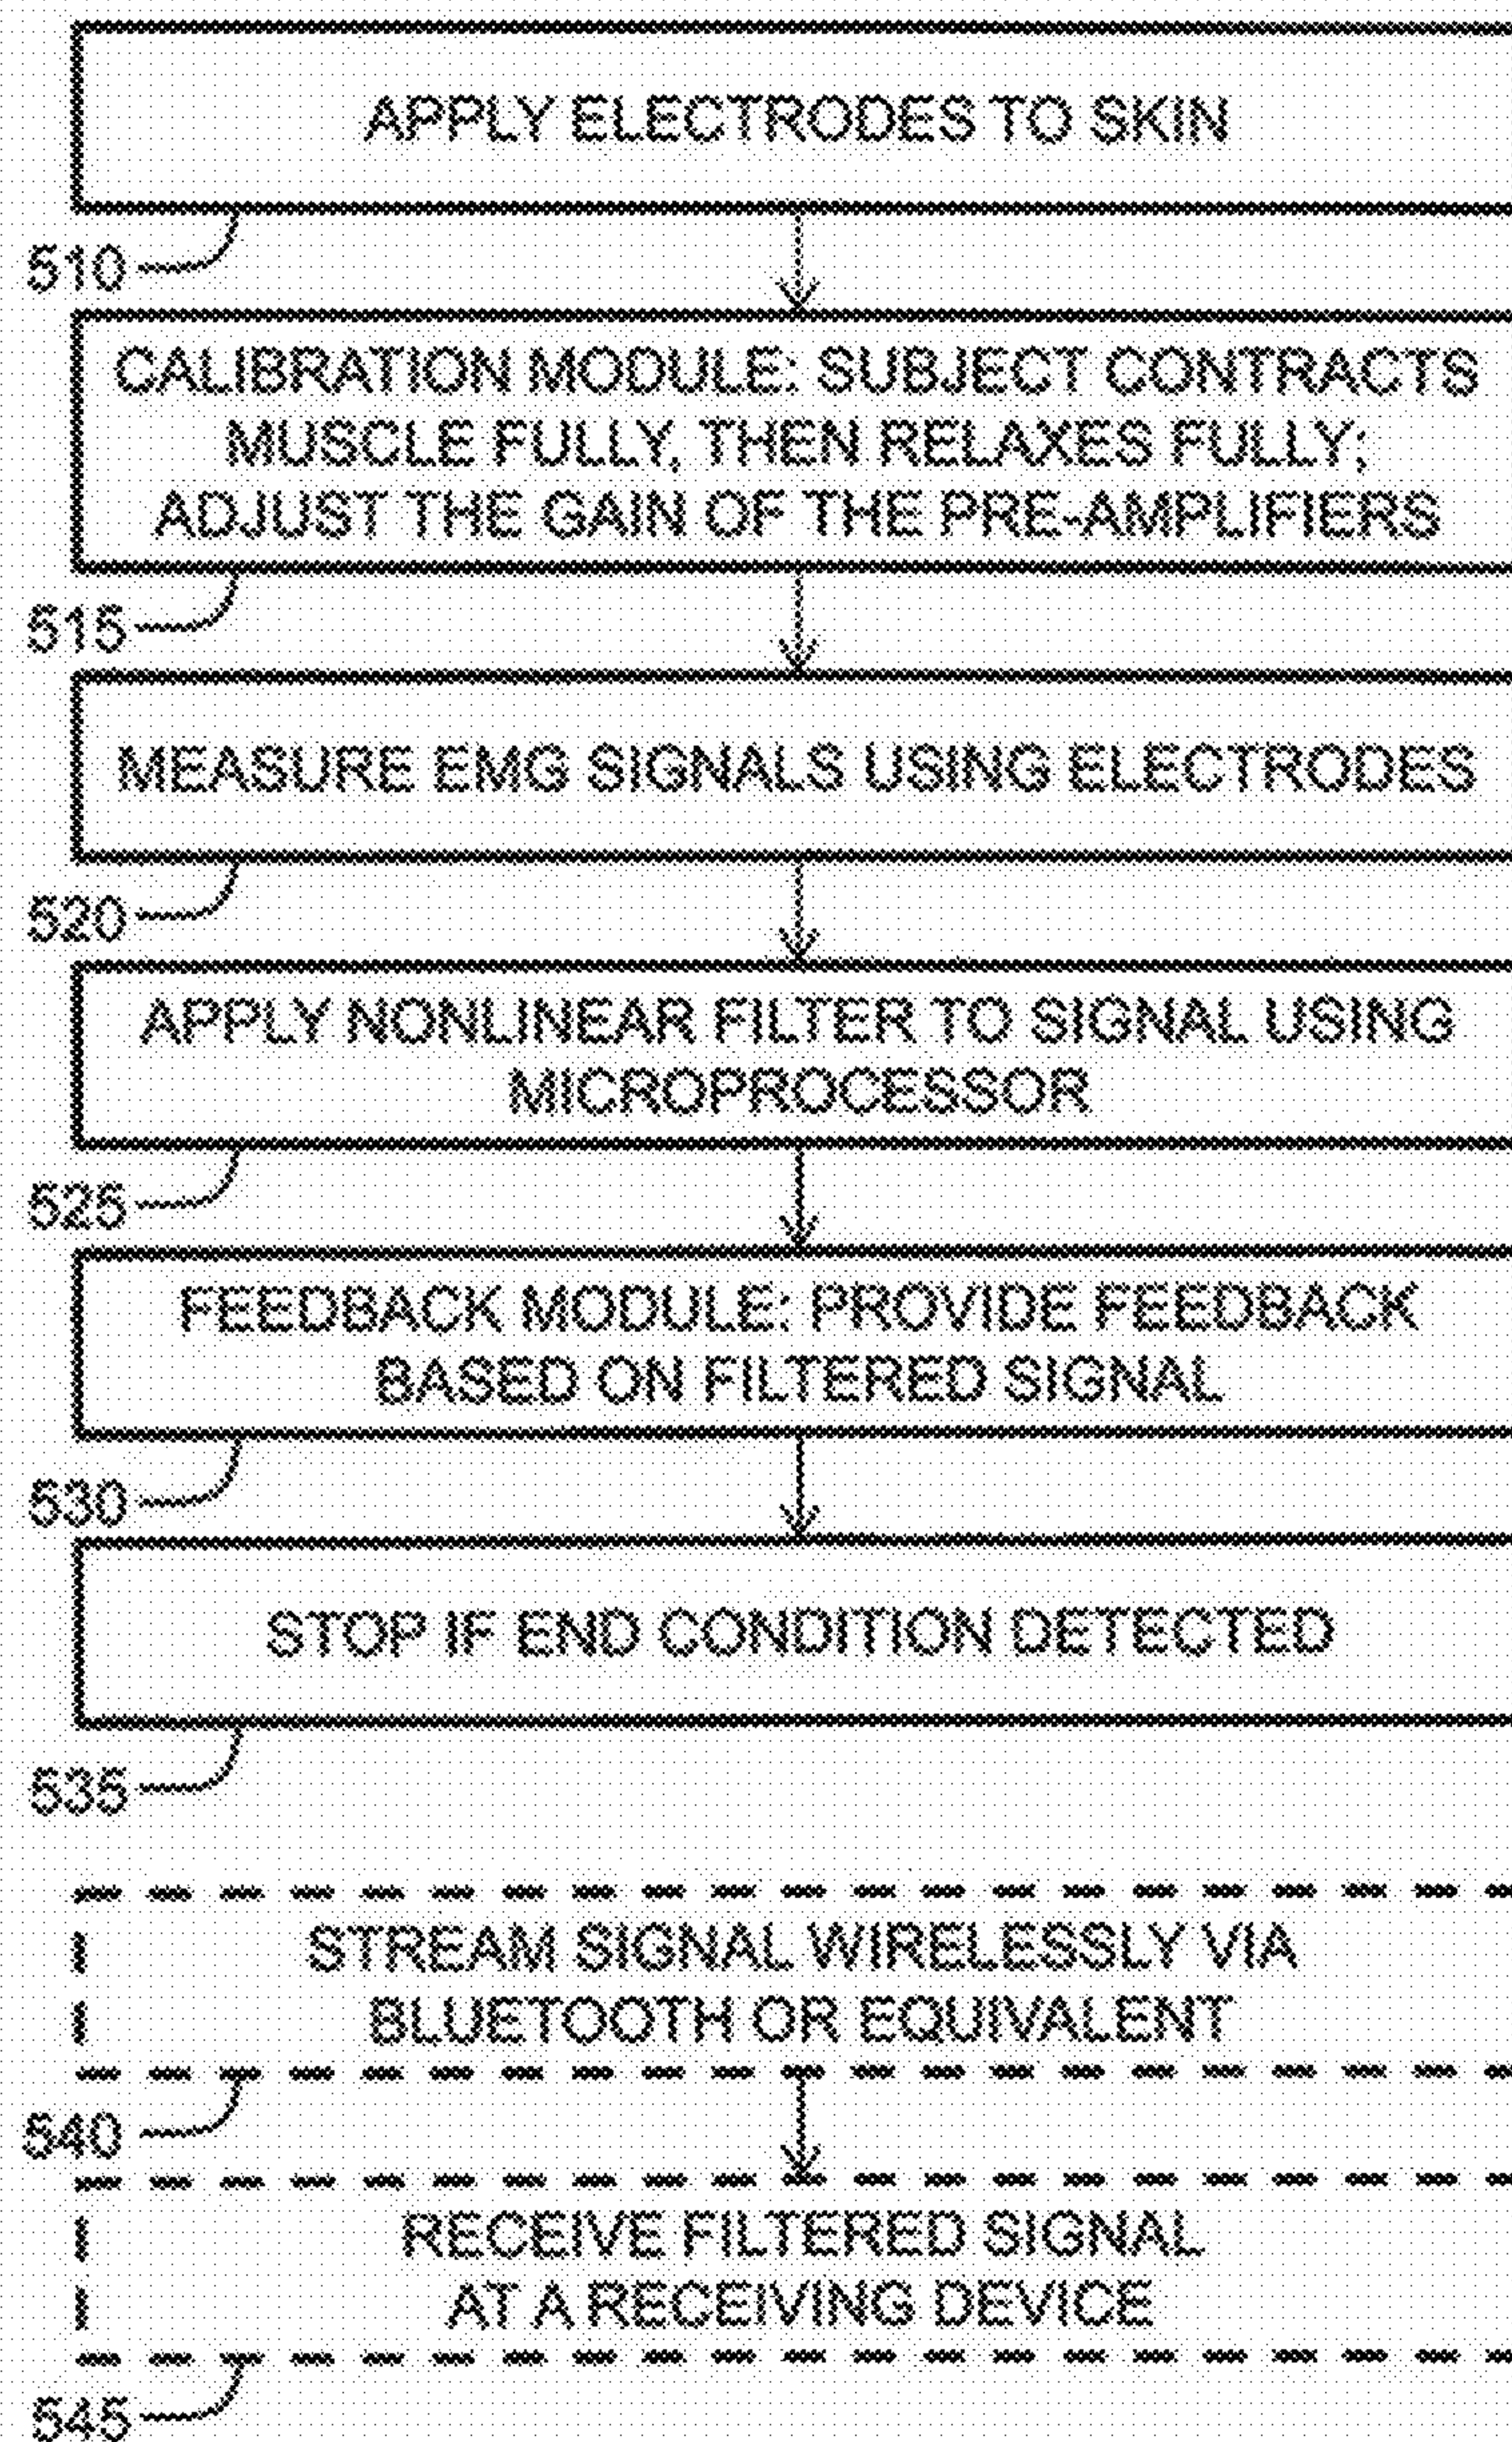 APPLY ELECTRODES TO SKIN
510
CALIBRATION MODULE: SUBJECT CONTRACTS
MUSCLE FULLY, THEN RELAXES FULLY;
ADJUST THE GAIN OF THE PRE-AMPLIFIERS
515
MEASURE EMG SIGNALS USING ELECTRODES
520
APPLY NONLINEAR FILTER TO SIGNAL USING
MICROPROCESSOR
525
FEEDBACK MODULE: PROVIDE FEEDBACK
BASED ON FILTERED SIGNAL
530
STOP IF END CONDITION DETECTED
535
STREAM SIGNAL WIRELESSLY VIA
BLUETOOTH OR EQUIVALENT
540
RECEIVE FILTERED SIGNAL
AT A RECEIVING DEVICE
545